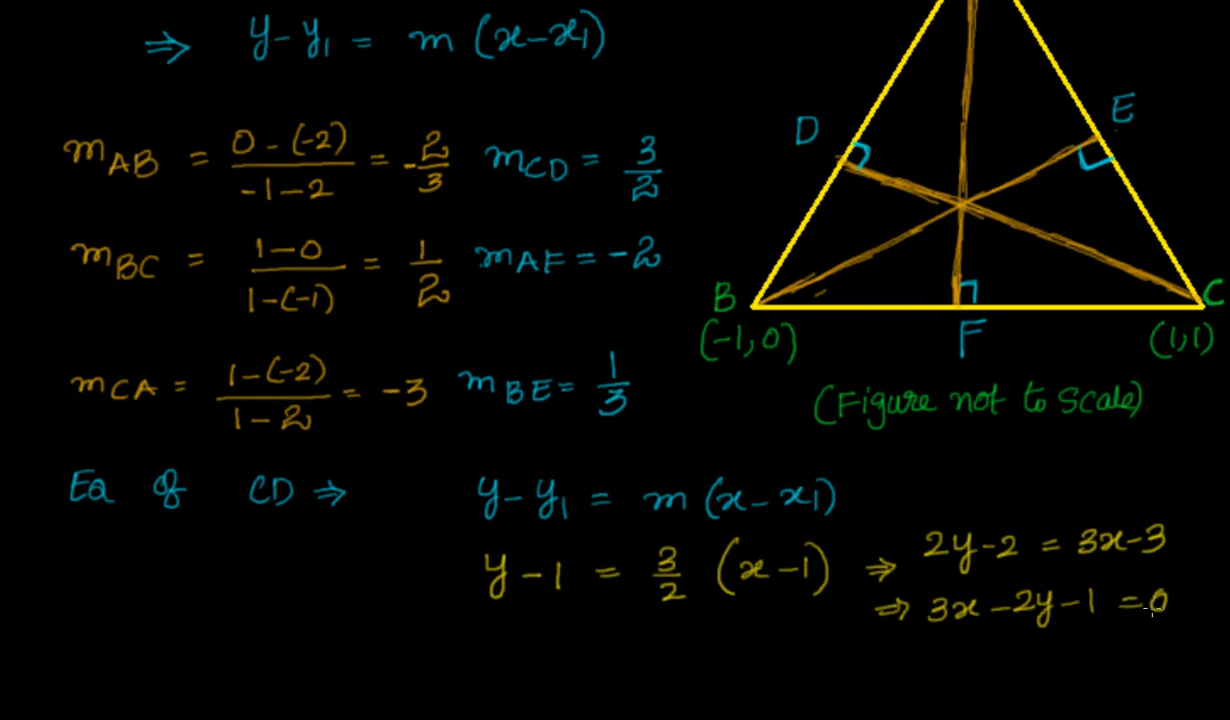 ⇒ y - y₁ = m (x - x₁)
m_AB = (0 - (-2))/(-1 - 2) = -2/3 m_CD = 3/2
m_BC = (1 - 0)/(1 - (-1)) = 1/2 m_AF = -2
m_CA = (1 - (-2))/(1 - 2) = -3 m_BE = 1/3
D
E
B
C
(-1, 0)
F
(1, 1)
(Figure not to Scale)
Eq of CD ⇒ y - y₁ = m (x - x₁)
y - 1 = 3/2 (x - 1) ⇒ 2y - 2 = 3x - 3
⇒ 3x - 2y - 1 = 0